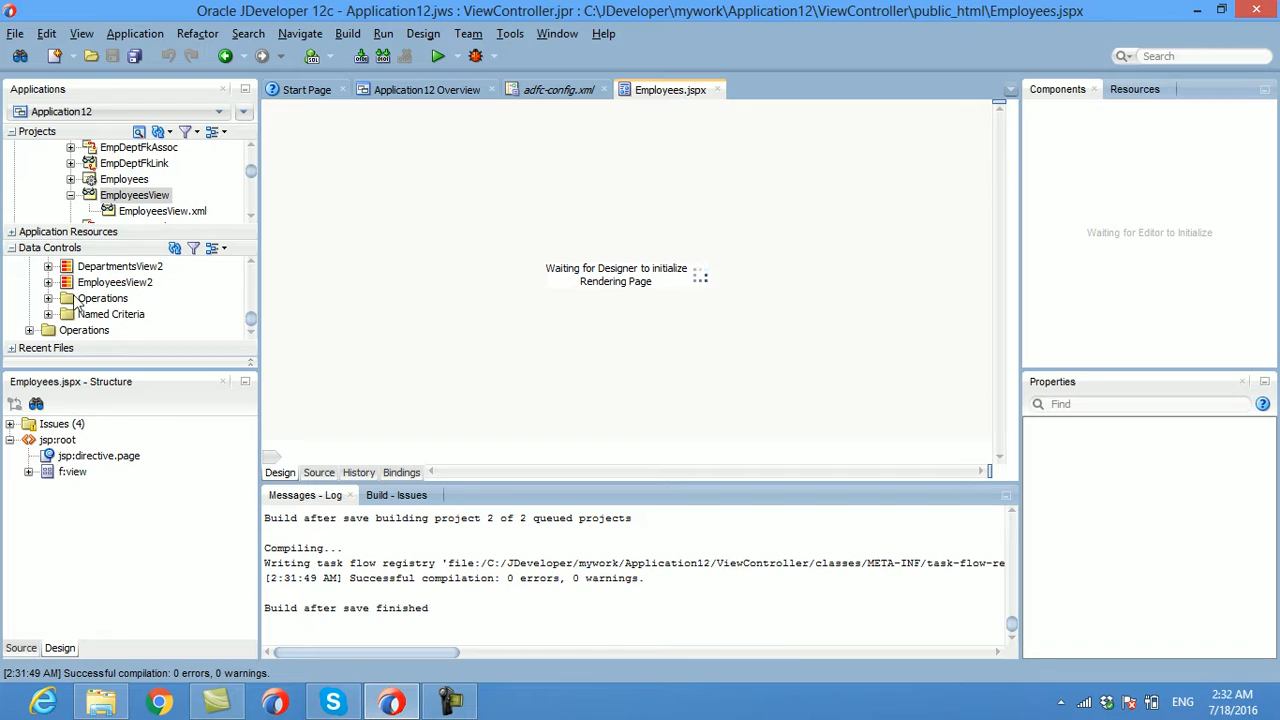 Oracle JDeveloper 12c - Application12.jws : ViewController.jpr : C:\JDeveloper\mywork\Application12\ViewController\public_html\Employees.jspx
File Edit View Application Refactor Search Navigate Build Run Design Team Tools Window Help
Search
Applications
Start Page
Application12 Overview
adfc-config.xml
Employees.jspx
Components
Resources
Application12
Projects
EmpDeptFkAssoc
EmpDeptFkLink
Employees
EmployeesView
EmployeesView.xml
Application Resources
Data Controls
DepartmentsView2
EmployeesView2
Operations
Named Criteria
Operations
Recent Files
Waiting for Designer to initialize
Rendering Page
Waiting for Editor to Initialize
Employees.jspx - Structure
Issues (4)
jsp:root
jsp:directive.page
f:view
Source Design
Design Source History Bindings
Messages - Log
Build - Issues
Build after save building project 2 of 2 queued projects
Compiling...
Writing task flow registry 'file:/C:/JDeveloper/mywork/Application12/ViewController/classes/META-INF/task-flow-re
[2:31:49 AM] Successful compilation: 0 errors, 0 warnings.
Build after save finished
Properties
Find
[2:31:49 AM] Successful compilation: 0 errors, 0 warnings.
ENG
2:32 AM
7/18/2016